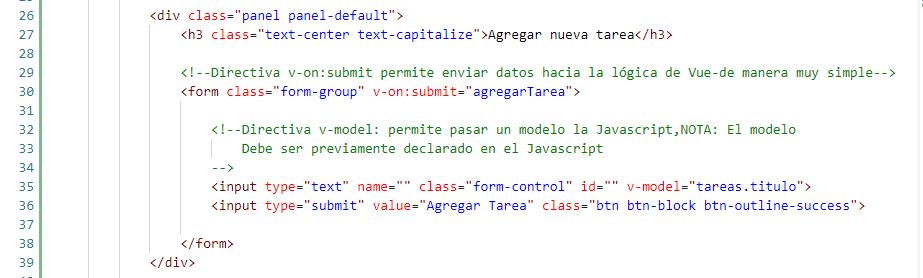 26 <div class="panel panel-default">
27 <h3 class="text-center text-capitalize">Agregar nueva tarea</h3>
28
29 <!--Directiva v-on:submit permite enviar datos hacia la lógica de Vue-de manera muy simple-->
30 <form class="form-group" v-on:submit="agregarTarea">
31
32 <!--Directiva v-model: permite pasar un modelo la Javascript,NOTA: El modelo
33 Debe ser previamente declarado en el Javascript
34 -->
35 <input type="text" name="" class="form-control" id="" v-model="tareas.titulo">
36 <input type="submit" value="Agregar Tarea" class="btn btn-block btn-outline-success">
37
38 </form>
39 </div>